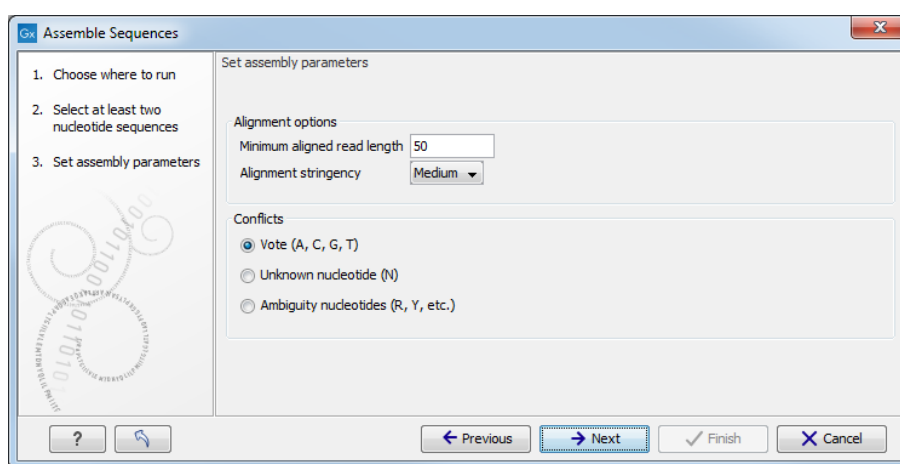 Gx Assemble Sequences
X
1. Choose where to run
2. Select at least two
nucleotide sequences
3. Set assembly parameters
Set assembly parameters
Alignment options
Minimum aligned read length 50
Alignment stringency Medium
Conflicts
Vote (A, C, G, T)
Unknown nucleotide (N)
Ambiguity nucleotides (R, Y, etc.)
? Previous Next Finish Cancel